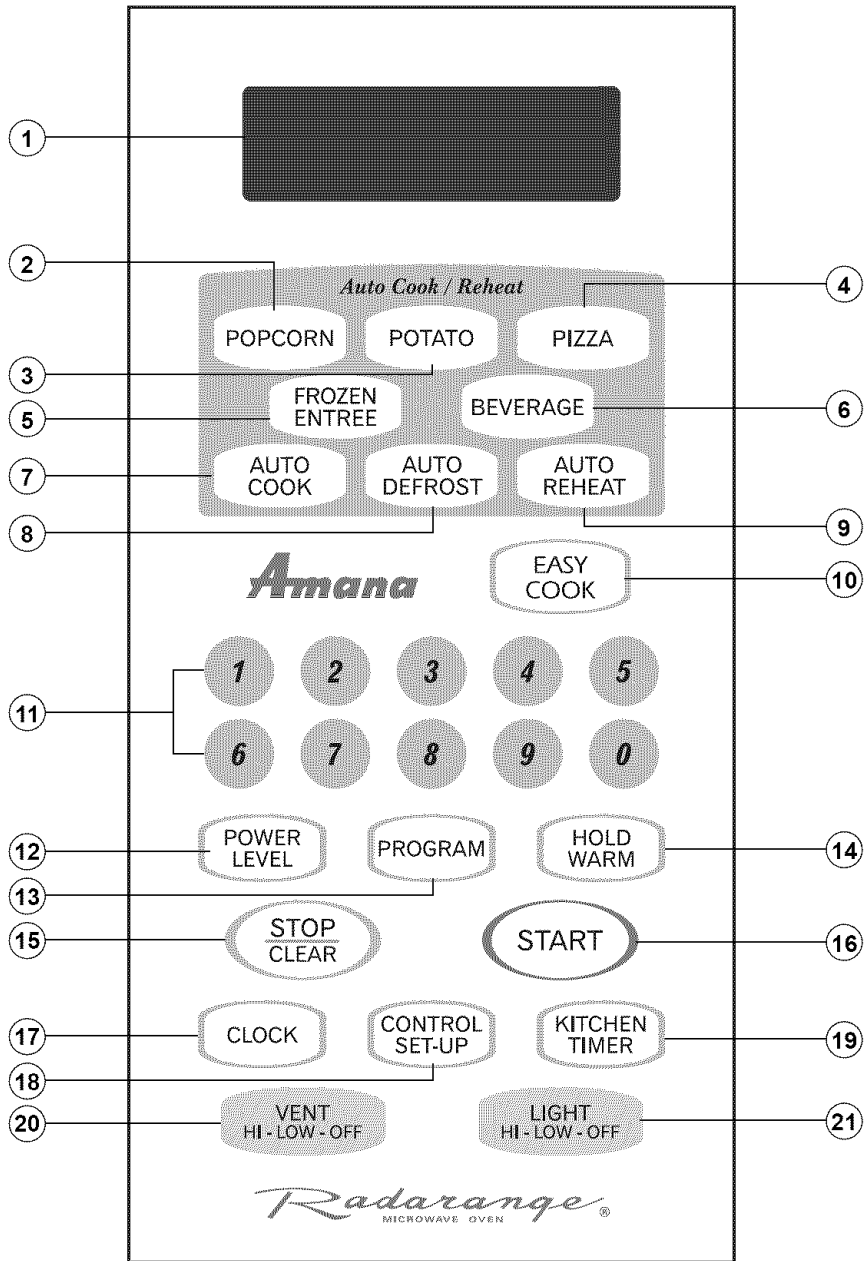 1
2
Auto Cook / Reheat
4
POPCORN
POTATO
PIZZA
3
5
FROZEN
ENTREE
BEVERAGE
6
7
AUTO
COOK
AUTO
DEFROST
AUTO
REHEAT
8
9
Amana
EASY
COOK
10
1 2 3 4 5
11
6 7 8 9 0
12
POWER
LEVEL
PROGRAM
HOLD
WARM
14
13
15
STOP
CLEAR
START
16
17
CLOCK
CONTROL
SET-UP
KITCHEN
TIMER
19
18
20
VENT
HI - LOW - OFF
LIGHT
HI - LOW - OFF
21
Radarange®
MICROWAVE OVEN